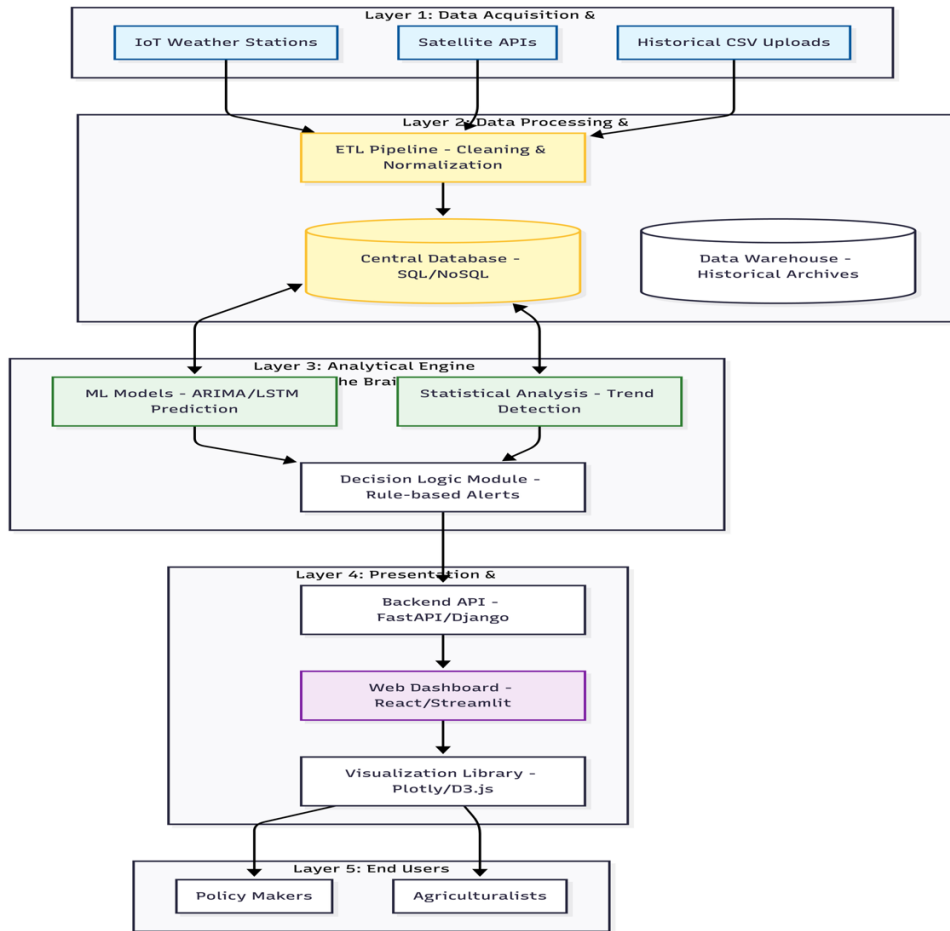 Layer 1: Data Acquisition &
IoT Weather Stations
Satellite APIs
Historical CSV Uploads
Layer 2: Data Processing &
ETL Pipeline - Cleaning &
Normalization
Central Database -
SQL/NoSQL
Data Warehouse -
Historical Archives
Layer 3: Analytical Engine
he Brai
ML Models - ARIMA/LSTM
Prediction
Statistical Analysis - Trend
Detection
Decision Logic Module -
Rule-based Alerts
Layer 4: Presentation &
Backend API -
FastAPI/Django
Web Dashboard -
React/Streamlit
Visualization Library -
Plotly/D3.js
Layer 5: End Users
Policy Makers
Agriculturalists